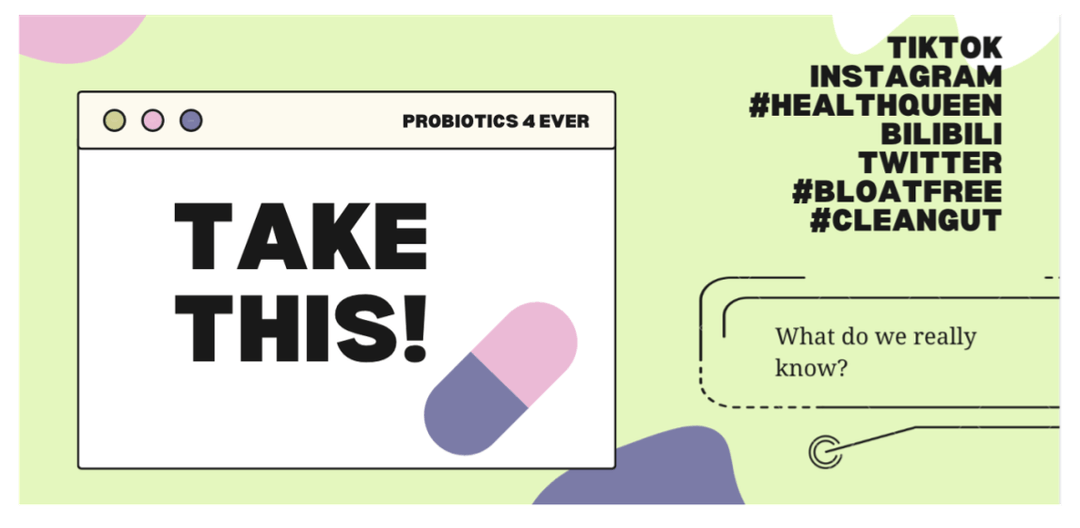 PROBIOTICS 4 EVER
TAKE
THIS!
TIKTOK
INSTAGRAM
#HEALTHQUEEN
BILIBILI
TWITTER
#BLOATFREE
#CLEANGUT
What do we really
know?